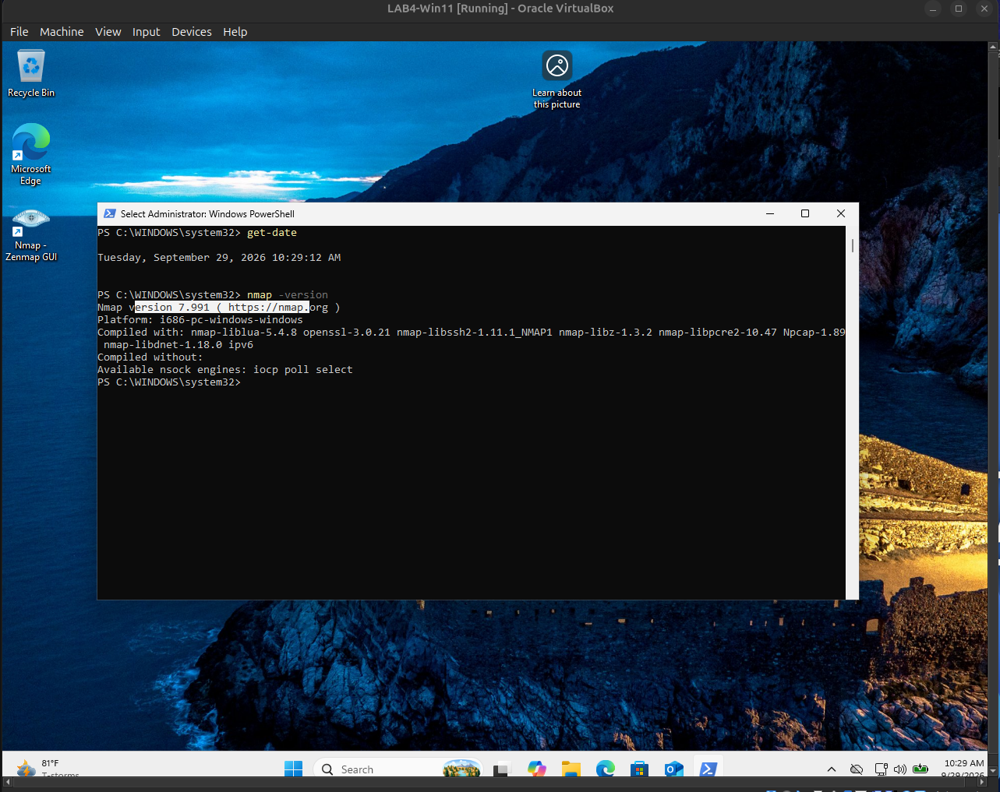 LAB4-Win11 [Running] - Oracle VirtualBox
File Machine View Input Devices Help
Recycle Bin
Learn about
this picture
Microsoft
Edge
Nmap -
Zenmap GUI
Select Administrator: Windows PowerShell
PS C:\WINDOWS\system32> get-date
Tuesday, September 29, 2026 10:29:12 AM
PS C:\WINDOWS\system32> nmap -version
Nmap version 7.991 ( https://nmap.org )
Platform: i686-pc-windows-windows
Compiled with: nmap-liblua-5.4.8 openssl-3.0.21 nmap-libssh2-1.11.1_NMAP1 nmap-libz-1.3.2 nmap-libpcre2-10.47 Npcap-1.89
nmap-libdnet-1.18.0 ipv6
Compiled without:
Available nsock engines: iocp poll select
PS C:\WINDOWS\system32>
81°F
T-storms
Search
10:29 AM
9/29/2026